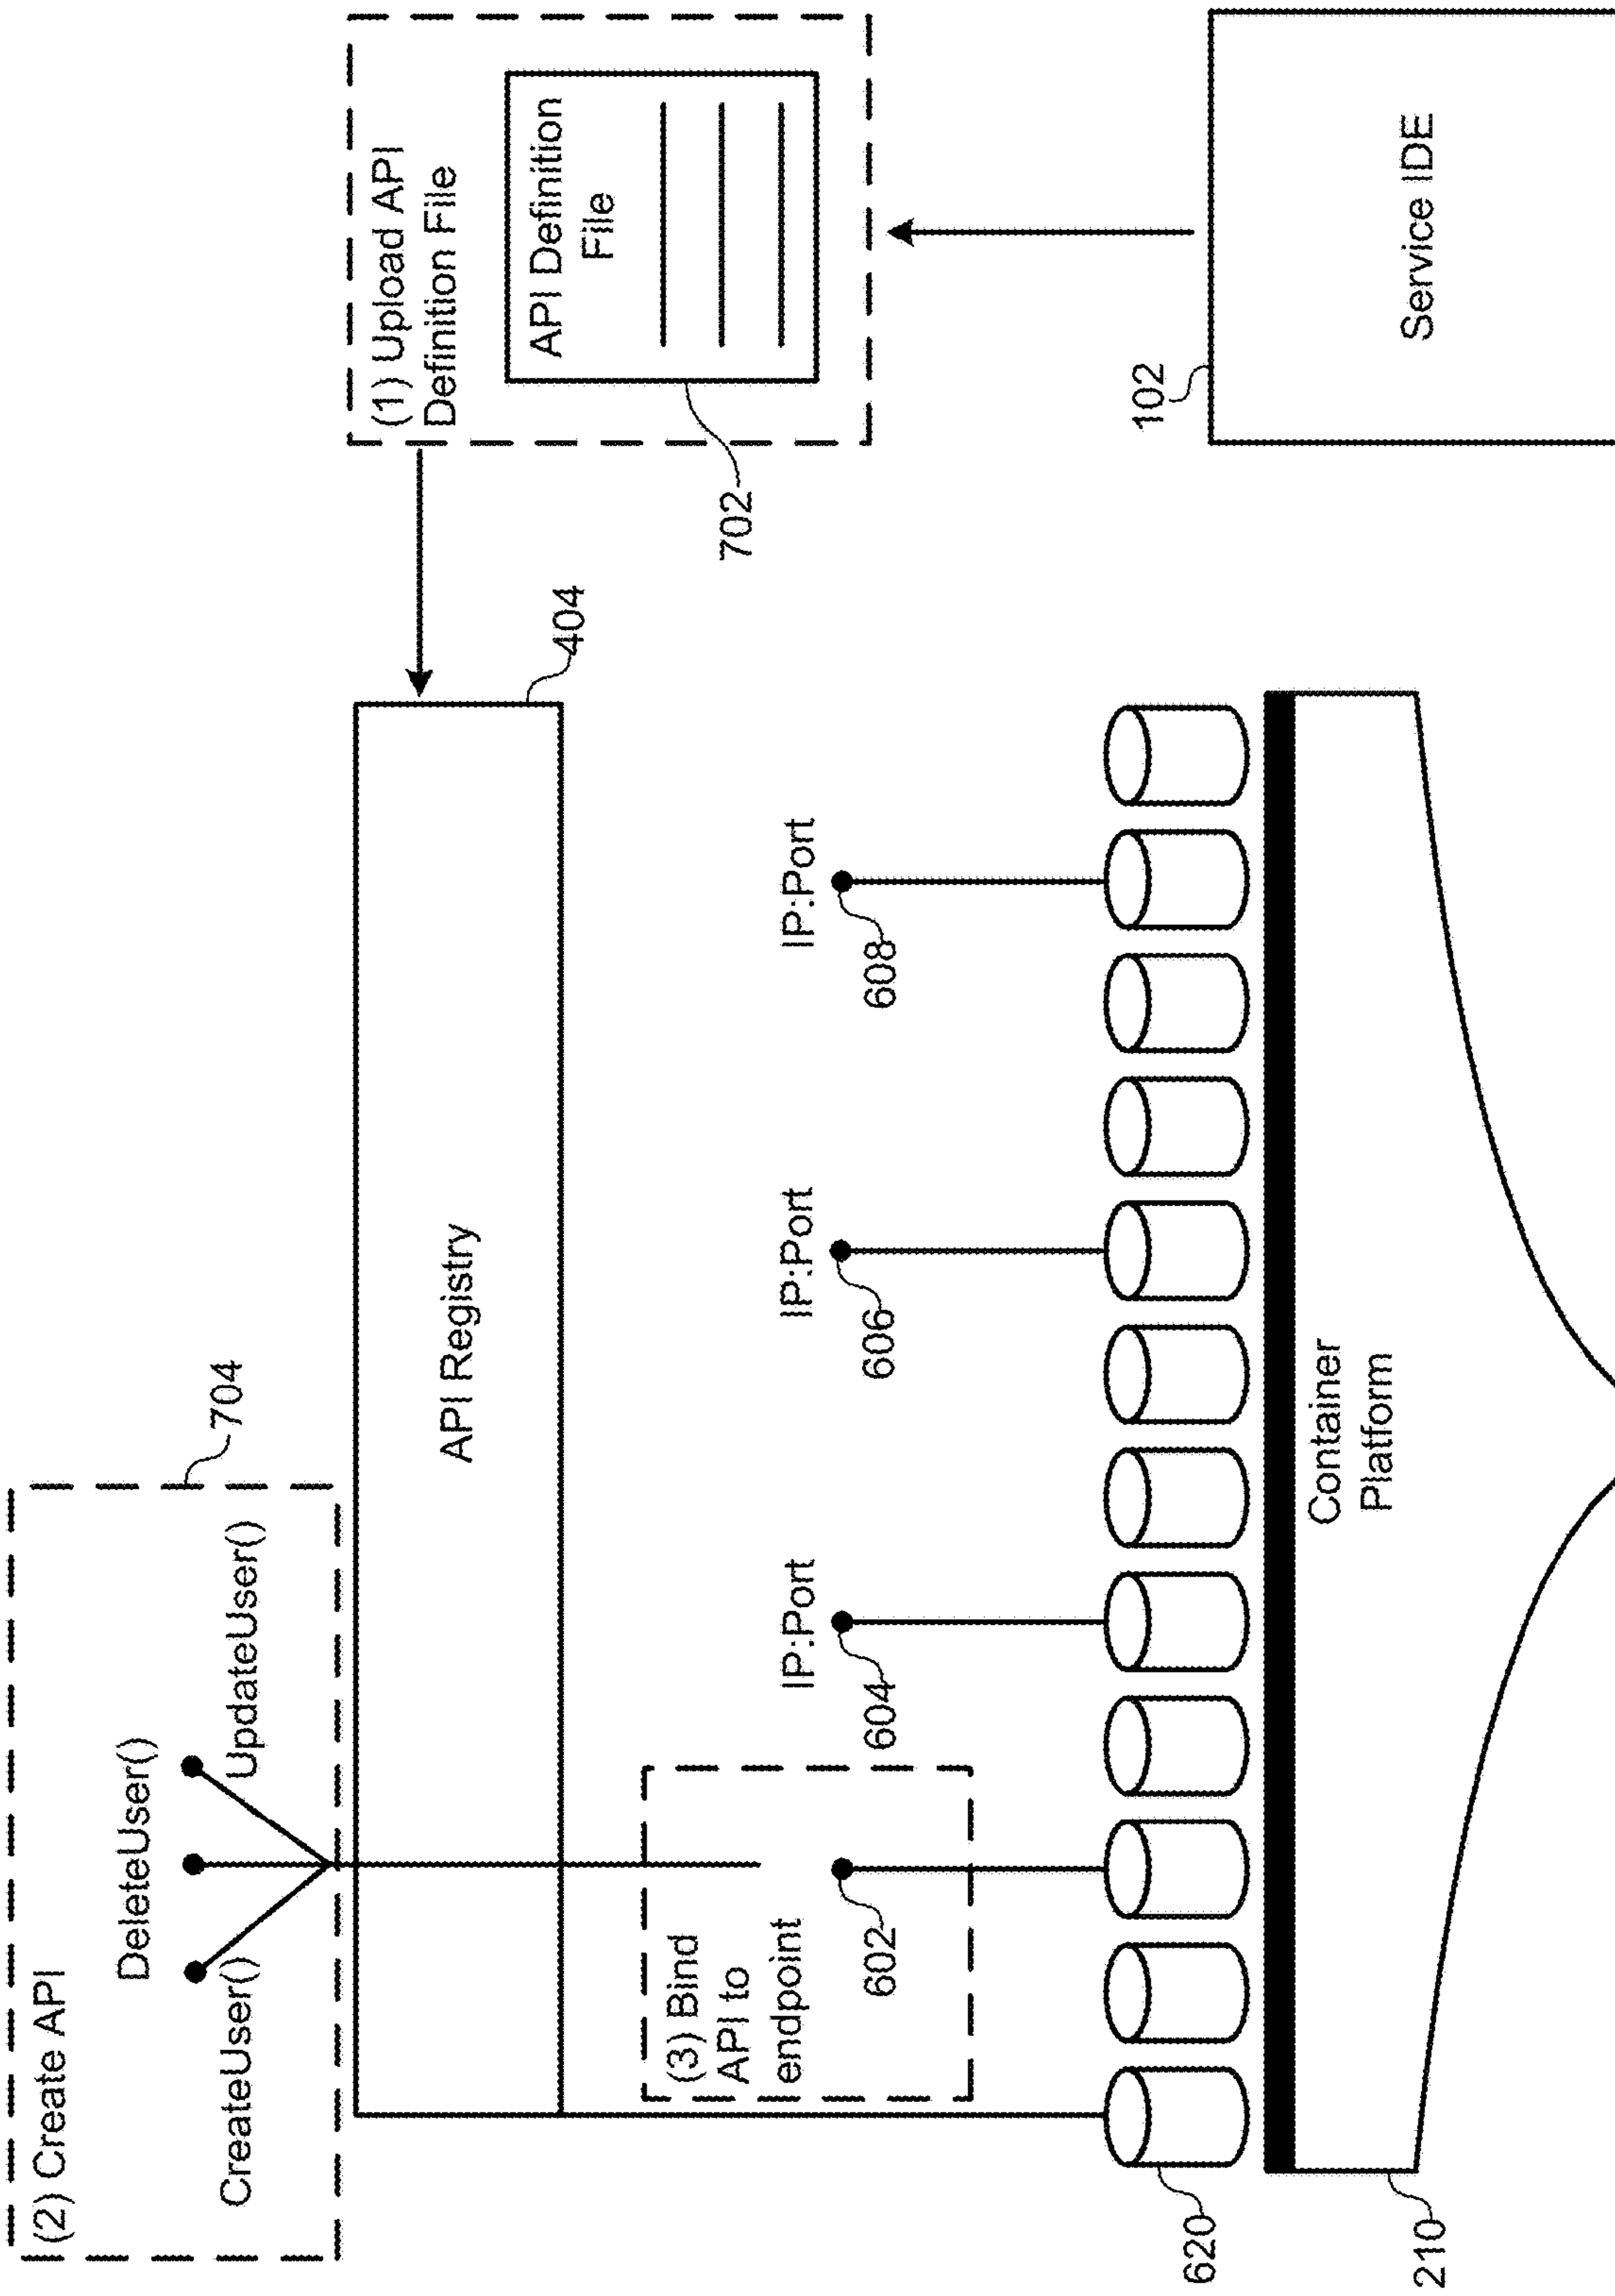 (2) Create API
DeleteUser()
CreateUser()
UpdateUser()
704
API Registry
404
(1) Upload API
Definition File
API Definition
File
702
(3) Bind
API to
endpoint
602
IP:Port
604
IP:Port
606
IP:Port
608
620
Container
Platform
210
102
Service IDE